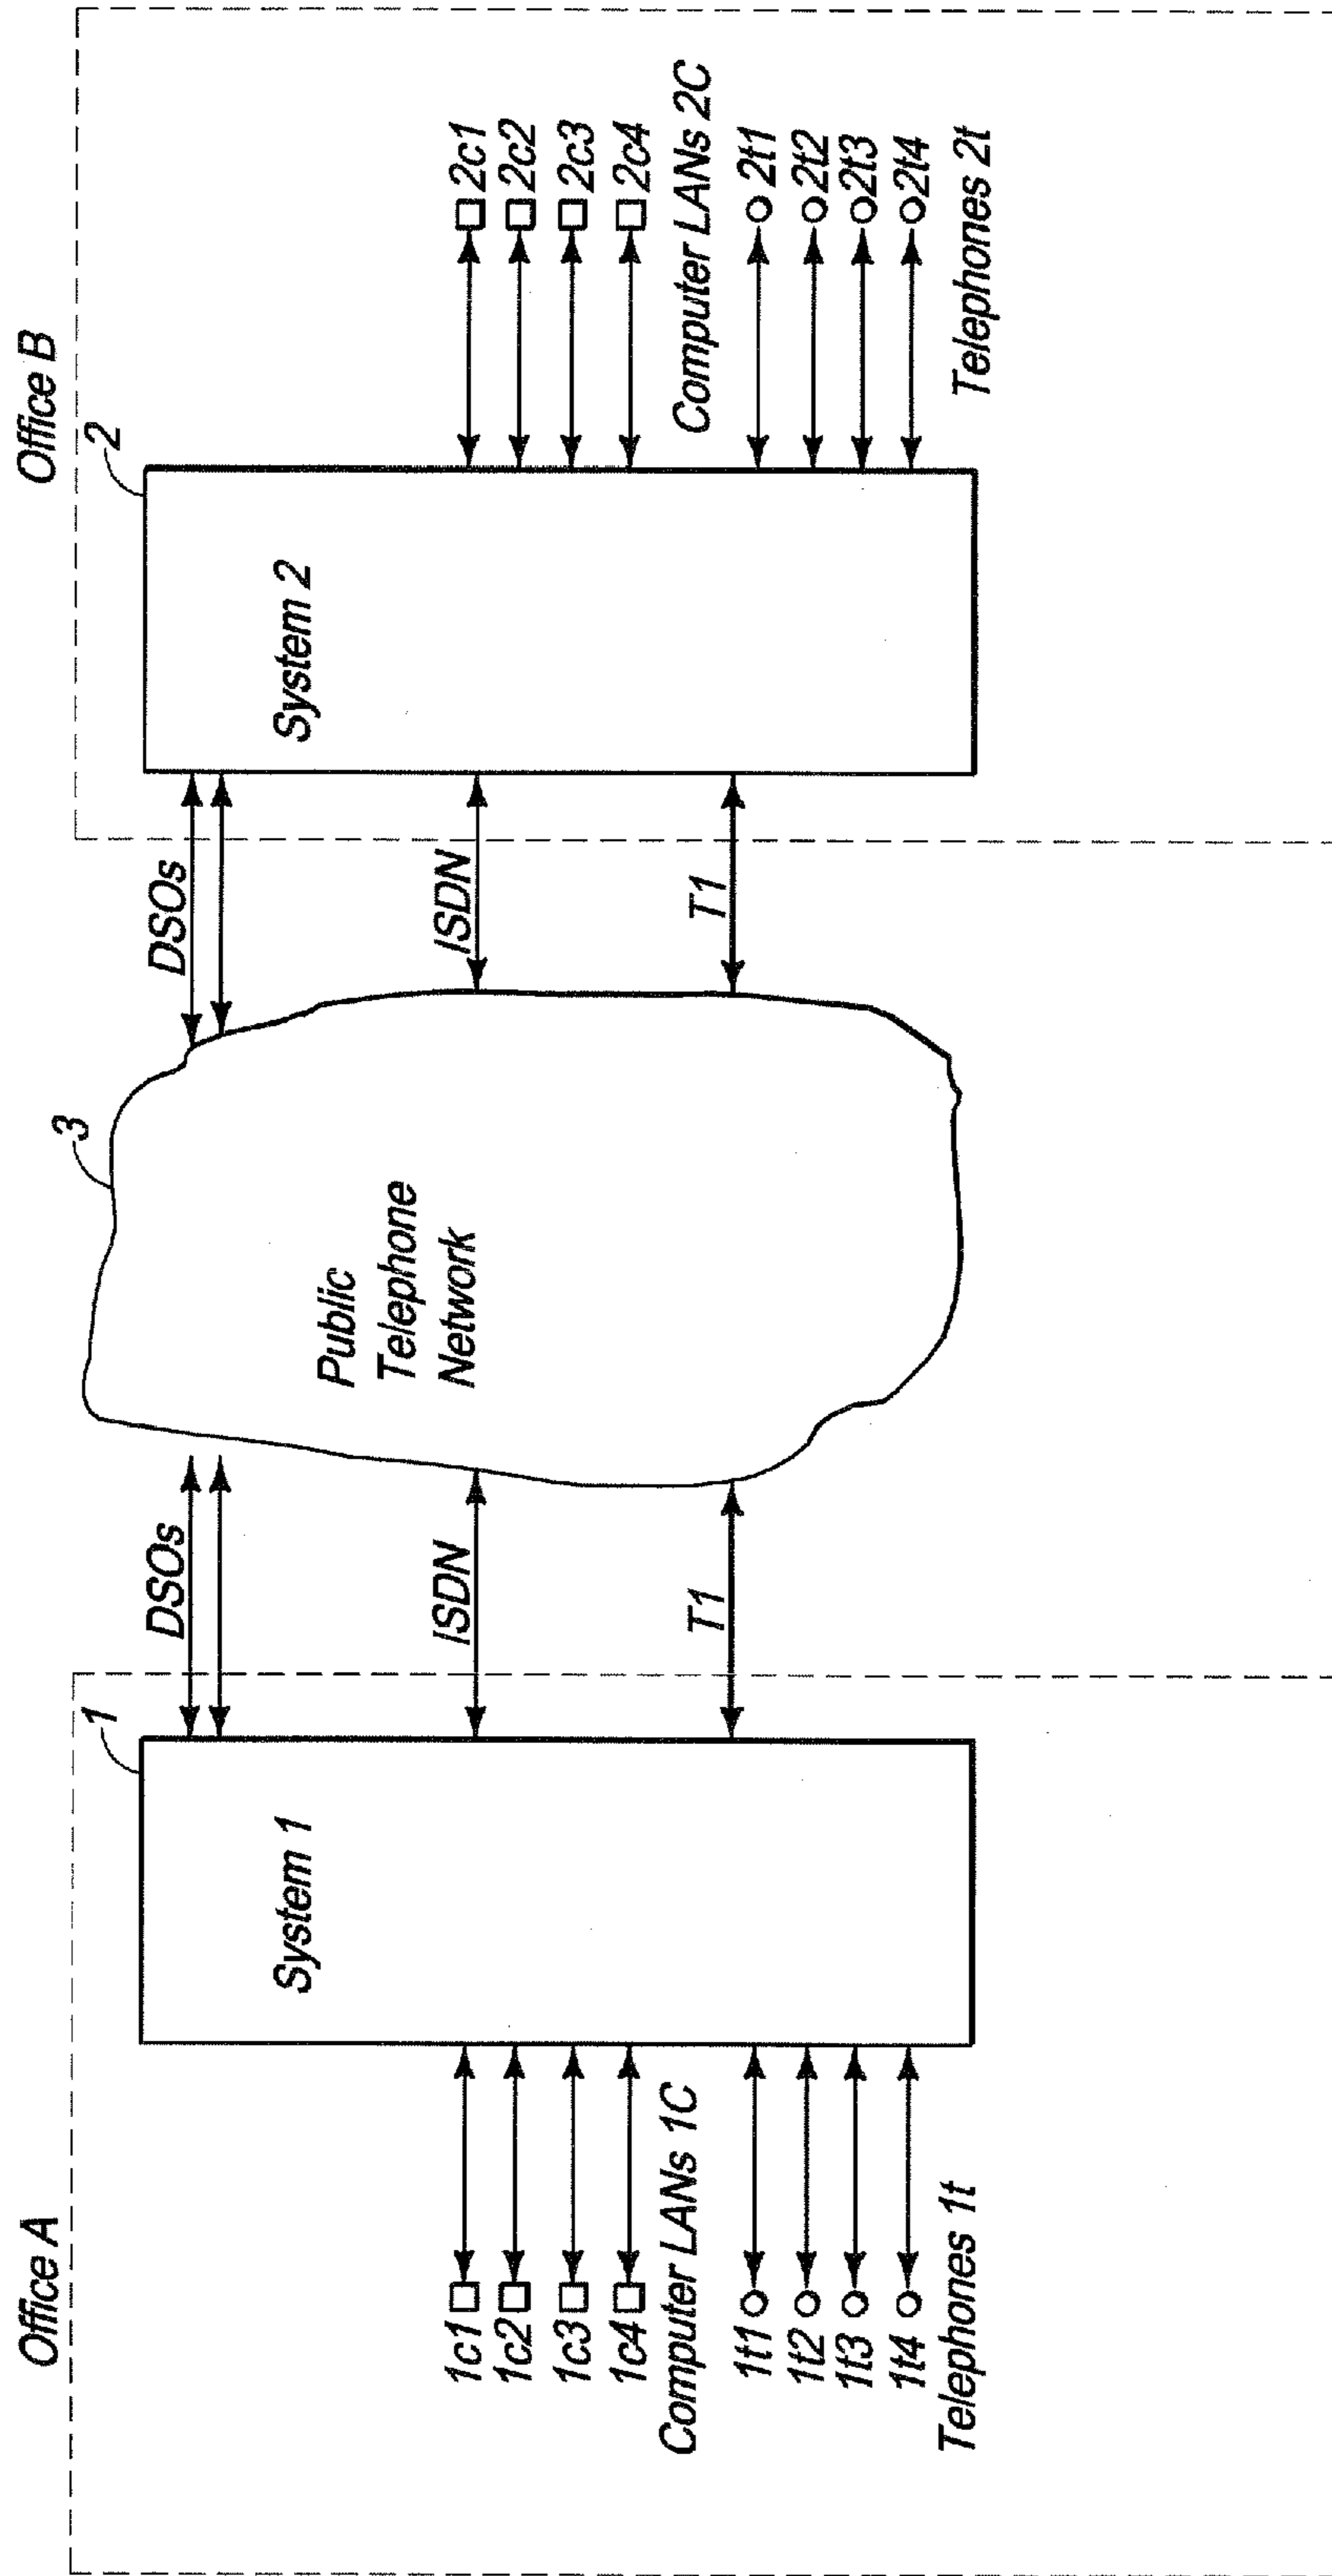 Office A
1
System 1
1c1
1c2
1c3
1c4
Computer LANs 1C
1t1
1t2
1t3
1t4
Telephones 1t
DSOs
ISDN
T1
3
Public
Telephone
Network
DSOs
ISDN
T1
Office B
2
System 2
2c1
2c2
2c3
2c4
Computer LANs 2C
2t1
2t2
2t3
2t4
Telephones 2t